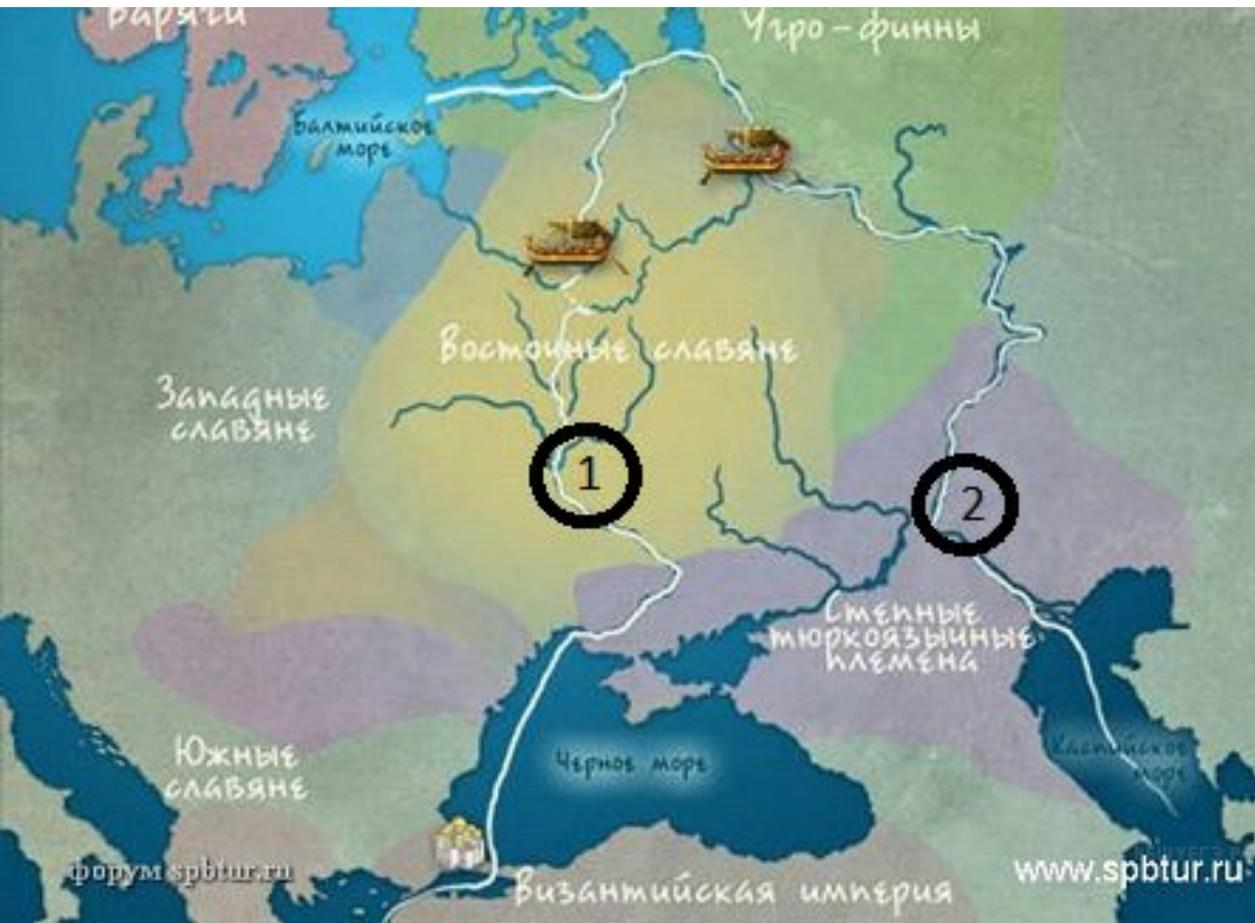 Варяги
Угро-финны
Балтийское
море
Восточные славяне
Западные
славяне
1
2
Степные
тюркоязычные
племена
Южные
славяне
Черное море
Каспийское
море
форум spbtur.ru
www.spbtur.ru
Византийская империя